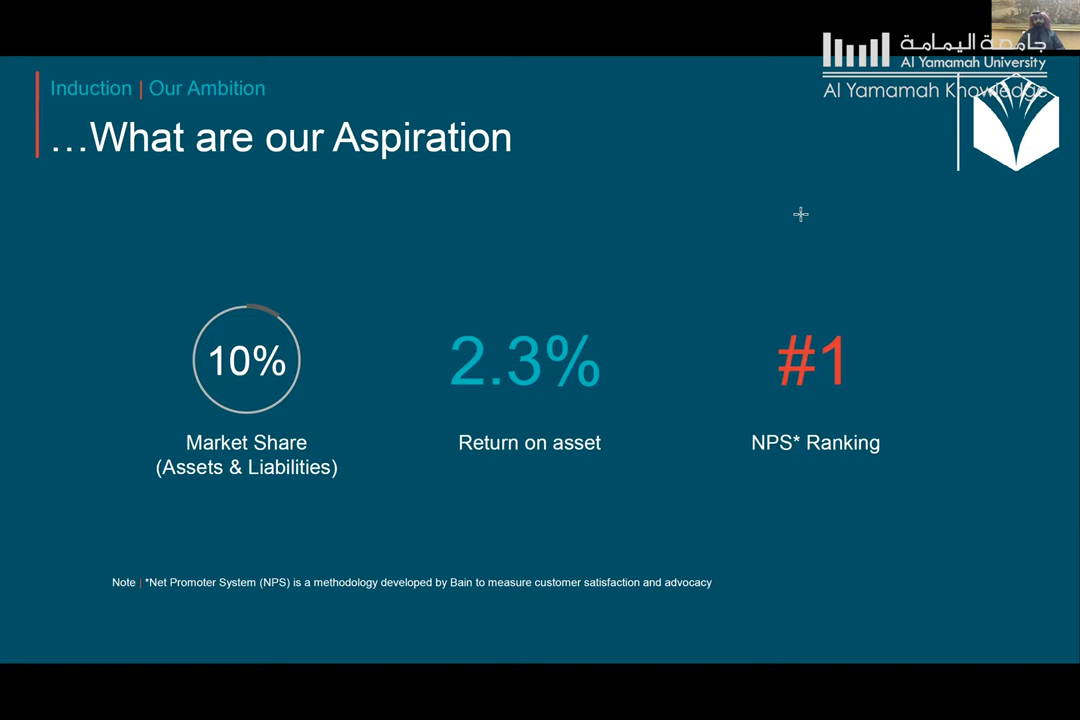 جامعة اليمامة
Al Yamamah University
Al Yamamah Knowledge
Induction | Our Ambition
…What are our Aspiration
10%
Market Share
(Assets & Liabilities)
2.3%
Return on asset
#1
NPS* Ranking
Note | *Net Promoter System (NPS) is a methodology developed by Bain to measure customer satisfaction and advocacy